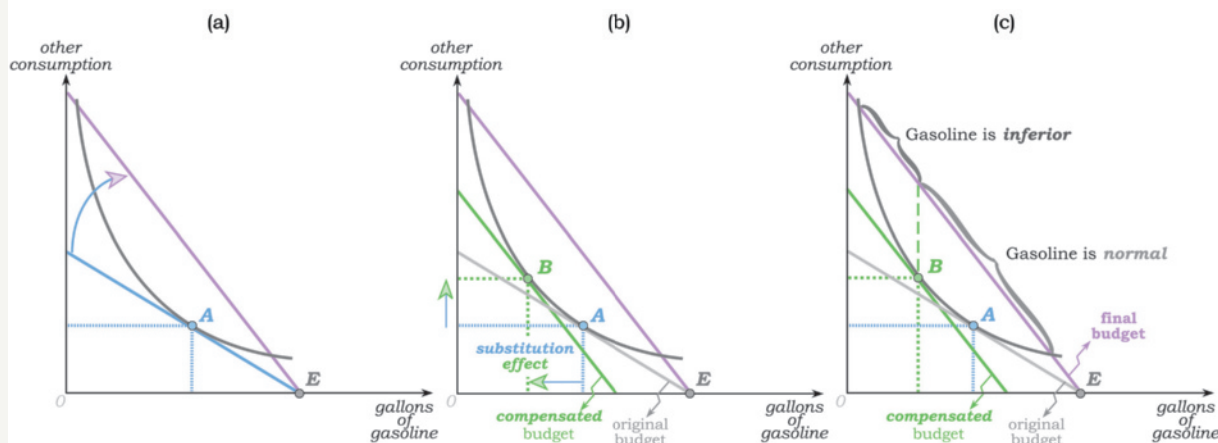 (a)
other
consumption
A
E
0
gallons
of
gasoline
(b)
other
consumption
B
A
substitution
effect
E
0
compensated
budget
original
budget
gallons
of
gasoline
(c)
other
consumption
Gasoline is inferior
Gasoline is normal
B
A
final
budget
E
0
compensated
budget
original
budget
gallons
of
gasoline